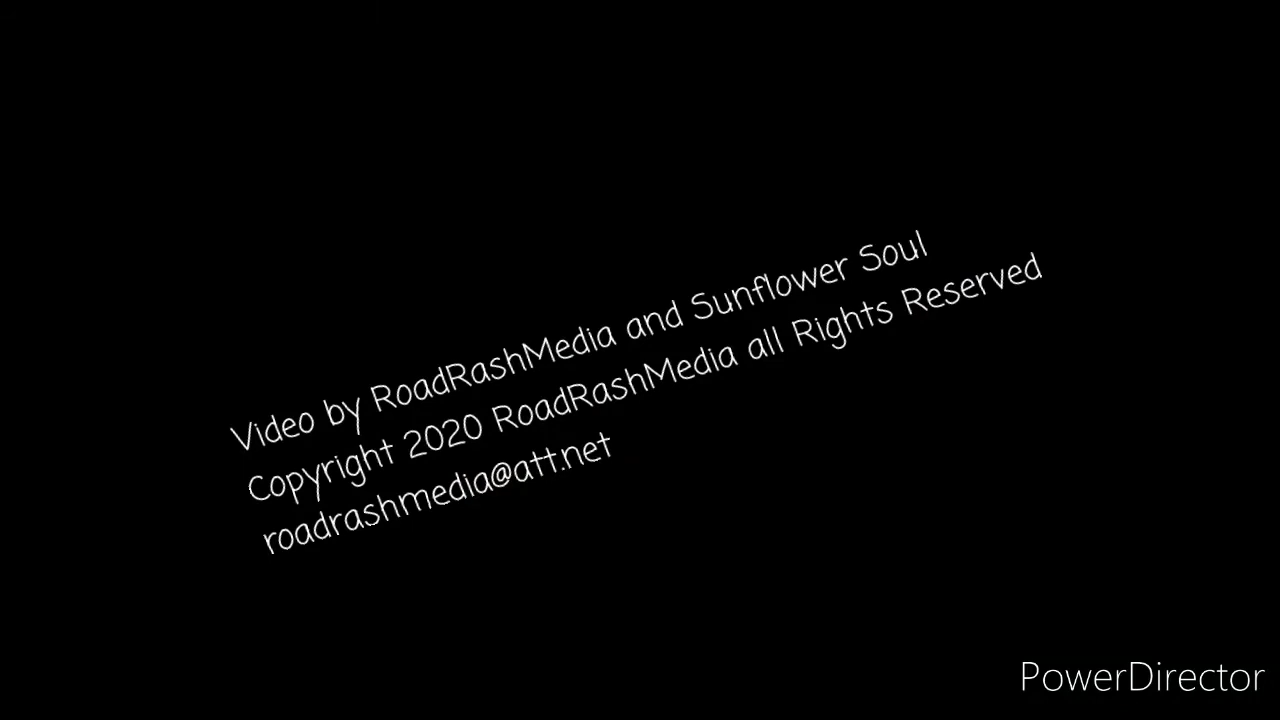 Video by RoadRashMedia and Sunflower Soul
Copyright 2020 RoadRashMedia all Rights Reserved
roadrashmedia@att.net
PowerDirector